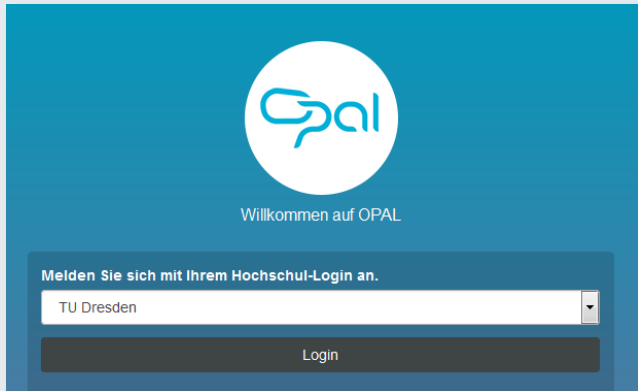 Opal
Willkommen auf OPAL
Melden Sie sich mit Ihrem Hochschul-Login an.
TU Dresden
Login